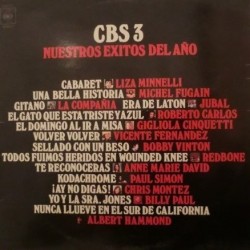 CBS 3
NUESTROS EXITOS DEL AÑO
CABARET LIZA MINNELLI
UNA BELLA HISTORIA MICHEL FUGAIN
GITANO LA COMPAÑIA ERA DE LATON JUBAL
EL GATO QUE ESTA TRISTE Y AZUL ROBERTO CARLOS
EL DOMINGO AL IR A MISA GIGLIOLA CINQUETTI
VOLVER VOLVER VICENTE FERNANDEZ
SELLADO CON UN BESO BOBBY VINTON
TODOS FUIMOS HERIDOS EN WOUNDED KNEE REDBONE
TE RECONOCERAS ANNE MARIE DAVID
KODACHROME PAUL SIMON
¡AY NO DIGAS! CHRIS MONTEZ
YO Y LA SRA. JONES BILLY PAUL
NUNCA LLUEVE EN EL SUR DE CALIFORNIA
ALBERT HAMMOND